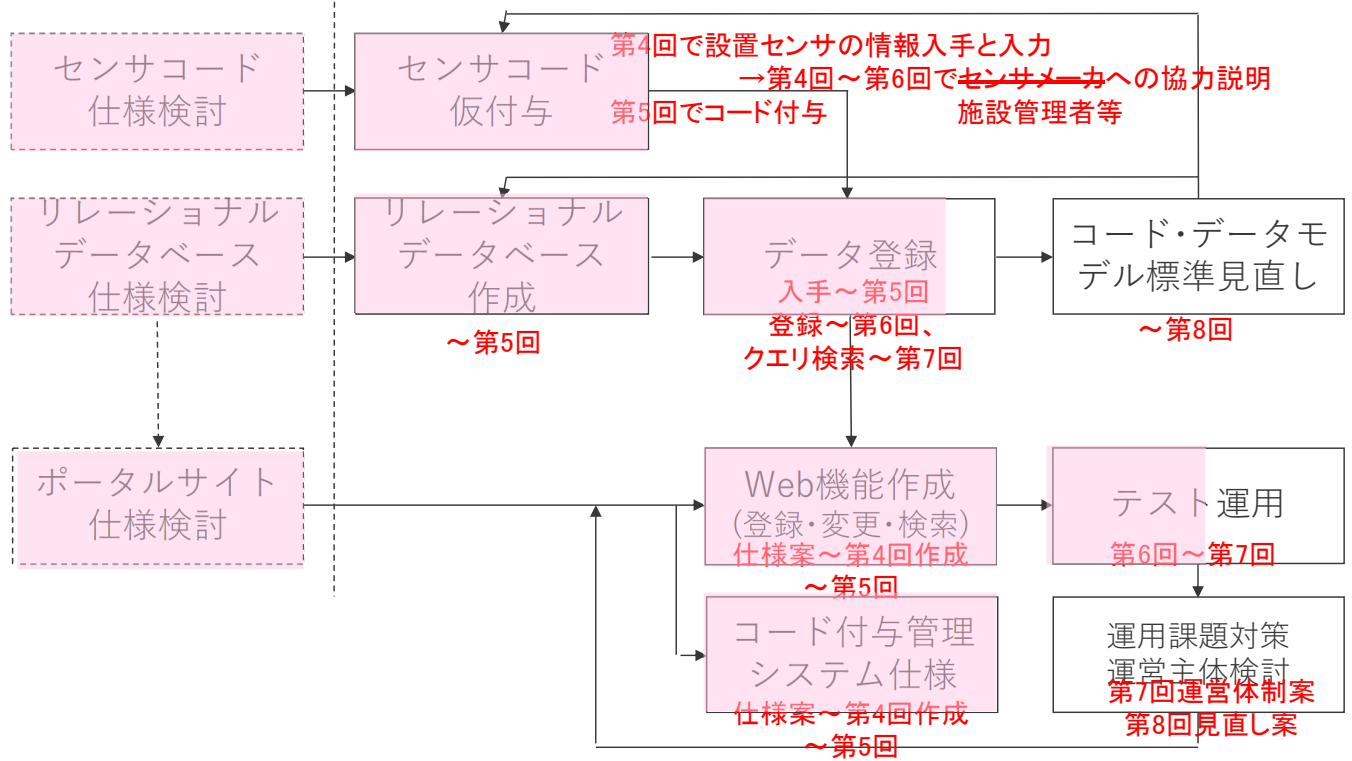 センサコード
仕様検討
センサコード
仮付与
第4回で設置センサの情報入手と入力
→第4回～第6回でセンサメーカへの協力説明
第5回でコード付与
施設管理者等
リレーショナル
データベース
仕様検討
リレーショナル
データベース
作成
～第5回
データ登録
入手～第5回
登録～第6回、
クエリ検索～第7回
コード・データモ
デル標準見直し
～第8回
ポータルサイト
仕様検討
Web機能作成
(登録・変更・検索)
仕様案～第4回作成
～第5回
テスト運用
第6回～第7回
コード付与管理
システム仕様
仕様案～第4回作成
～第5回
運用課題対策
運営主体検討
第7回運営体制案
第8回見直し案